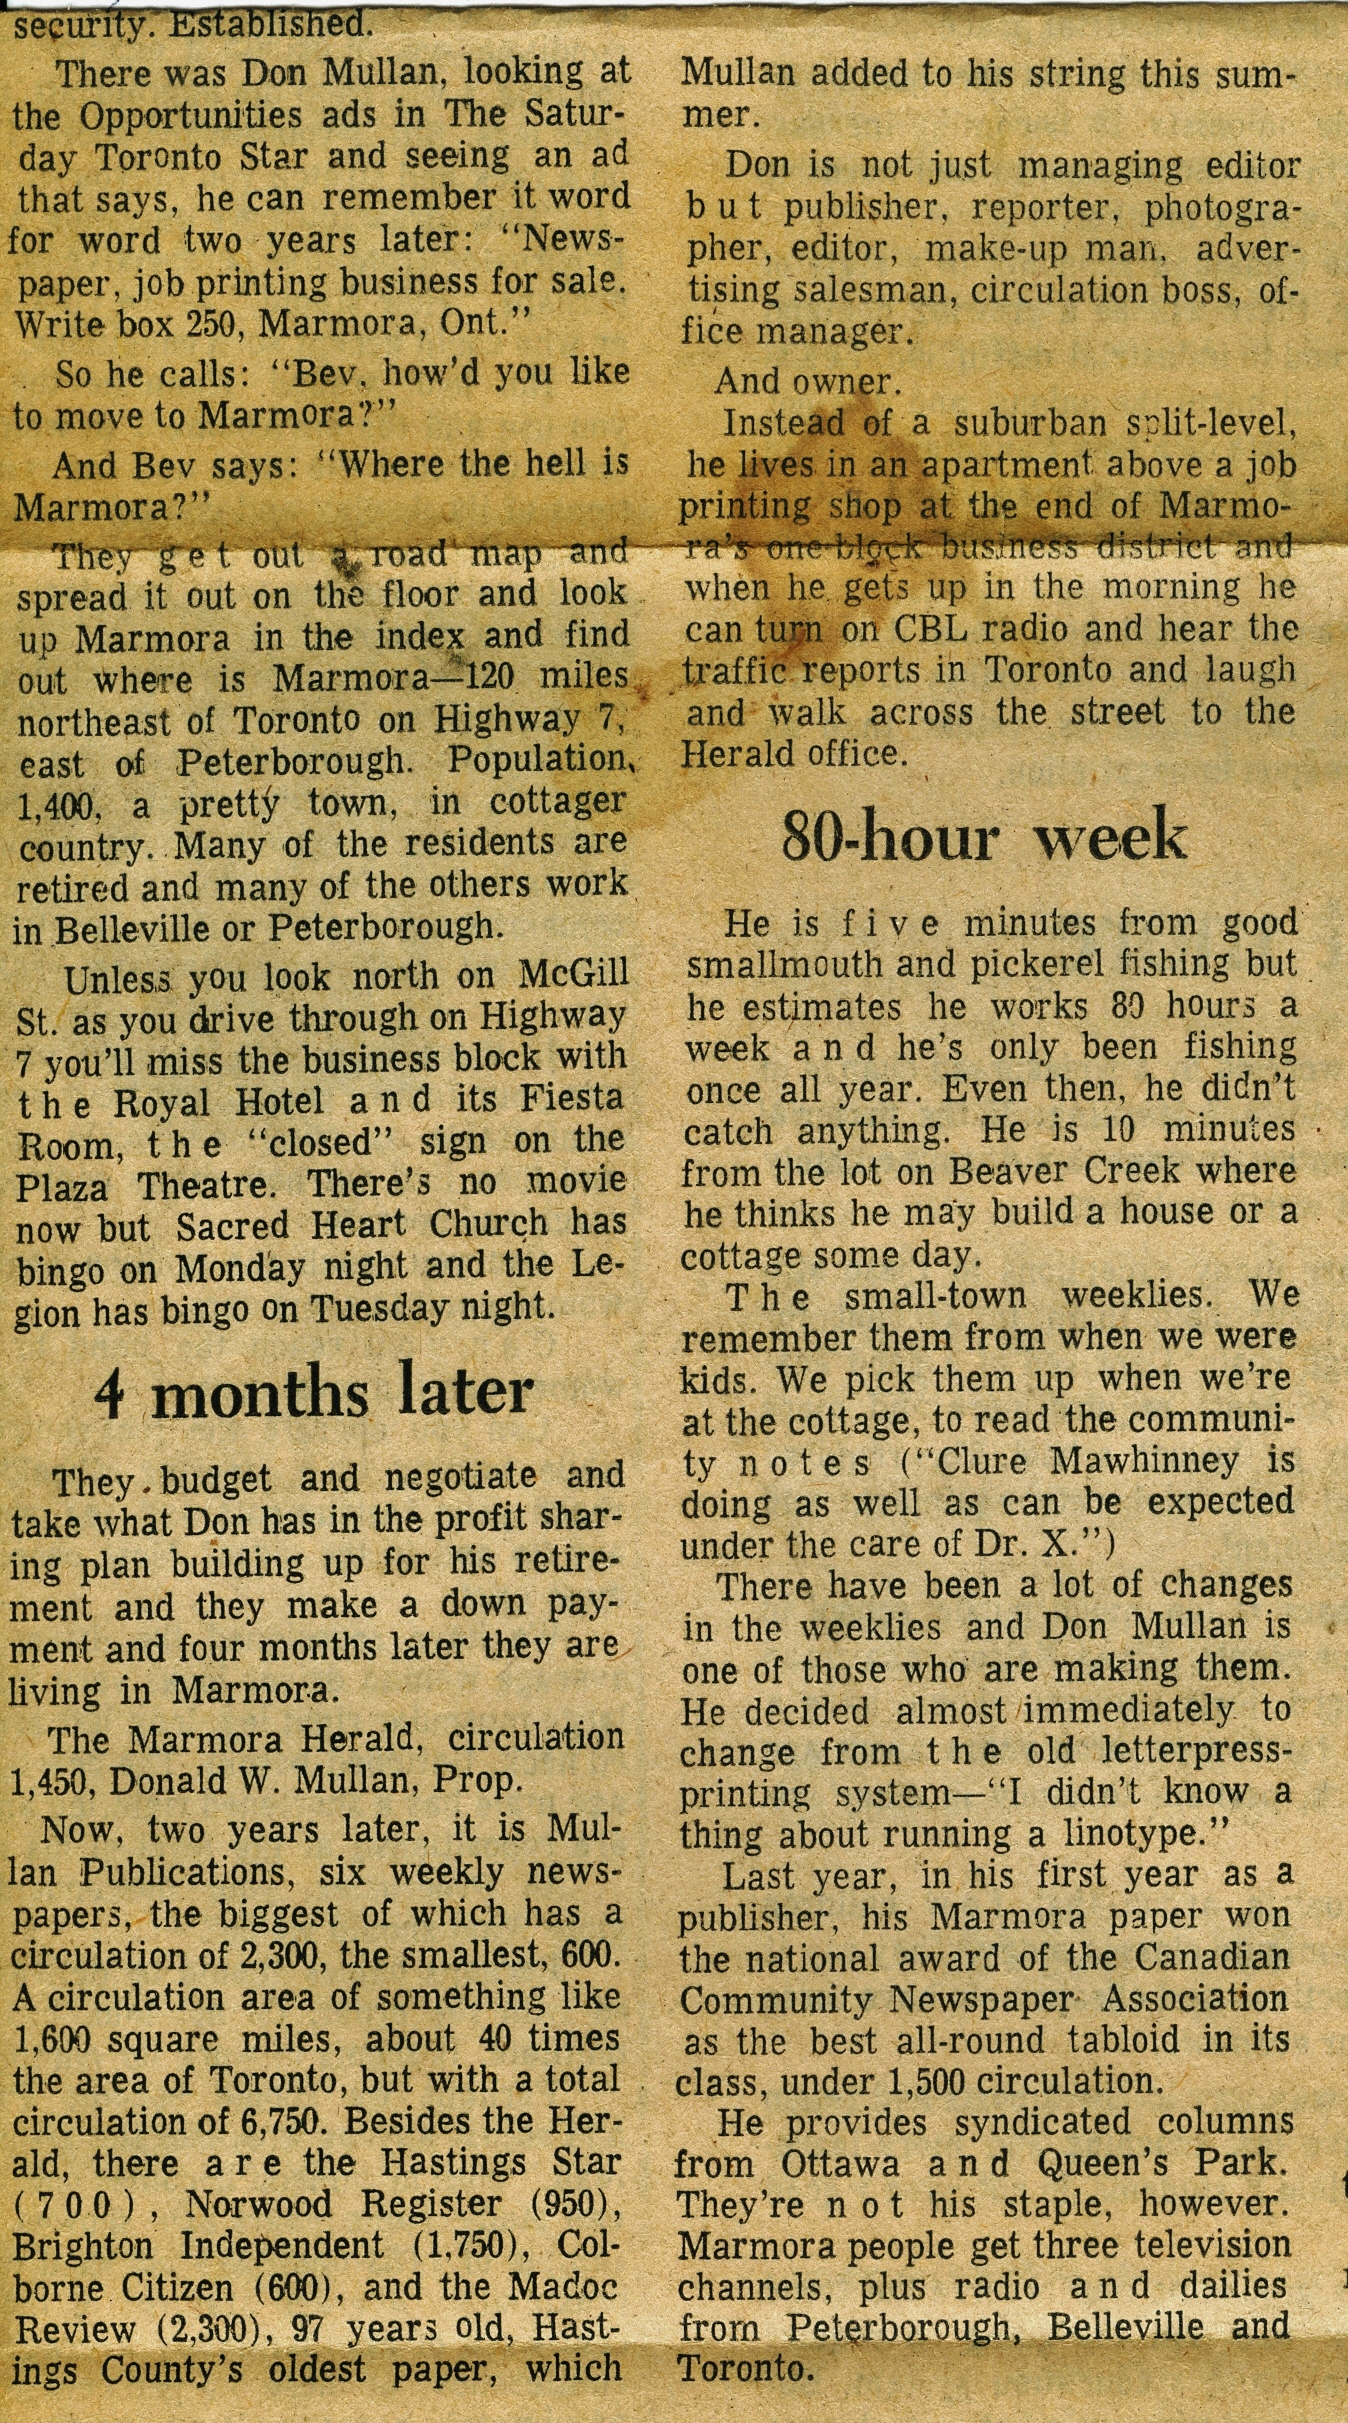 security. Established.
There was Don Mullan, looking at
the Opportunities ads in The Satur-
day Toronto Star and seeing an ad
that says, he can remember it word
for word two years later: “News-
paper, job printing business for sale.
Write box 250, Marmora, Ont.”
So he calls: “Bev, how’d you like
to move to Marmora?”
And Bev says: “Where the hell is
Marmora?”
They get out a road map and
spread it out on the floor and look
up Marmora in the index and find
out where is Marmora—120 miles
northeast of Toronto on Highway 7,
east of Peterborough. Population,
1,400, a pretty town, in cottager
country. Many of the residents are
retired and many of the others work
in Belleville or Peterborough.
Unless you look north on McGill
St. as you drive through on Highway
7 you’ll miss the business block with
the Royal Hotel and its Fiesta
Room, the “closed” sign on the
Plaza Theatre. There’s no movie
now but Sacred Heart Church has
bingo on Monday night and the Le-
gion has bingo on Tuesday night.
4 months later
They budget and negotiate and
take what Don has in the profit shar-
ing plan building up for his retire-
ment and they make a down pay-
ment and four months later they are
living in Marmora.
The Marmora Herald, circulation
1,450, Donald W. Mullan, Prop.
Now, two years later, it is Mul-
lan Publications, six weekly news-
papers, the biggest of which has a
circulation of 2,300, the smallest, 600.
A circulation area of something like
1,600 square miles, about 40 times
the area of Toronto, but with a total
circulation of 6,750. Besides the Her-
ald, there are the Hastings Star
(700), Norwood Register (950),
Brighton Independent (1,750), Col-
borne Citizen (600), and the Madoc
Review (2,300), 97 years old, Hast-
ings County’s oldest paper, which
Mullan added to his string this sum-
mer.
Don is not just managing editor
but publisher, reporter, photogra-
pher, editor, make-up man, adver-
tising salesman, circulation boss, of-
fice manager.
And owner.
Instead of a suburban split-level,
he lives in an apartment above a job
printing shop at the end of Marmo-
ra’s one-block business district and
when he gets up in the morning he
can turn on CBL radio and hear the
traffic reports in Toronto and laugh
and walk across the street to the
Herald office.
80-hour week
He is five minutes from good
smallmouth and pickerel fishing but
he estimates he works 80 hours a
week and he’s only been fishing
once all year. Even then, he didn’t
catch anything. He is 10 minutes
from the lot on Beaver Creek where
he thinks he may build a house or a
cottage some day.
The small-town weeklies. We
remember them from when we were
kids. We pick them up when we’re
at the cottage, to read the communi-
ty notes (“Clure Mawhinney is
doing as well as can be expected
under the care of Dr. X.”)
There have been a lot of changes
in the weeklies and Don Mullan is
one of those who are making them.
He decided almost immediately to
change from the old letterpress-
printing system—“I didn’t know a
thing about running a linotype.”
Last year, in his first year as a
publisher, his Marmora paper won
the national award of the Canadian
Community Newspaper Association
as the best all-round tabloid in its
class, under 1,500 circulation.
He provides syndicated columns
from Ottawa and Queen’s Park.
They’re not his staple, however.
Marmora people get three television
channels, plus radio and dailies
from Peterborough, Belleville and
Toronto.